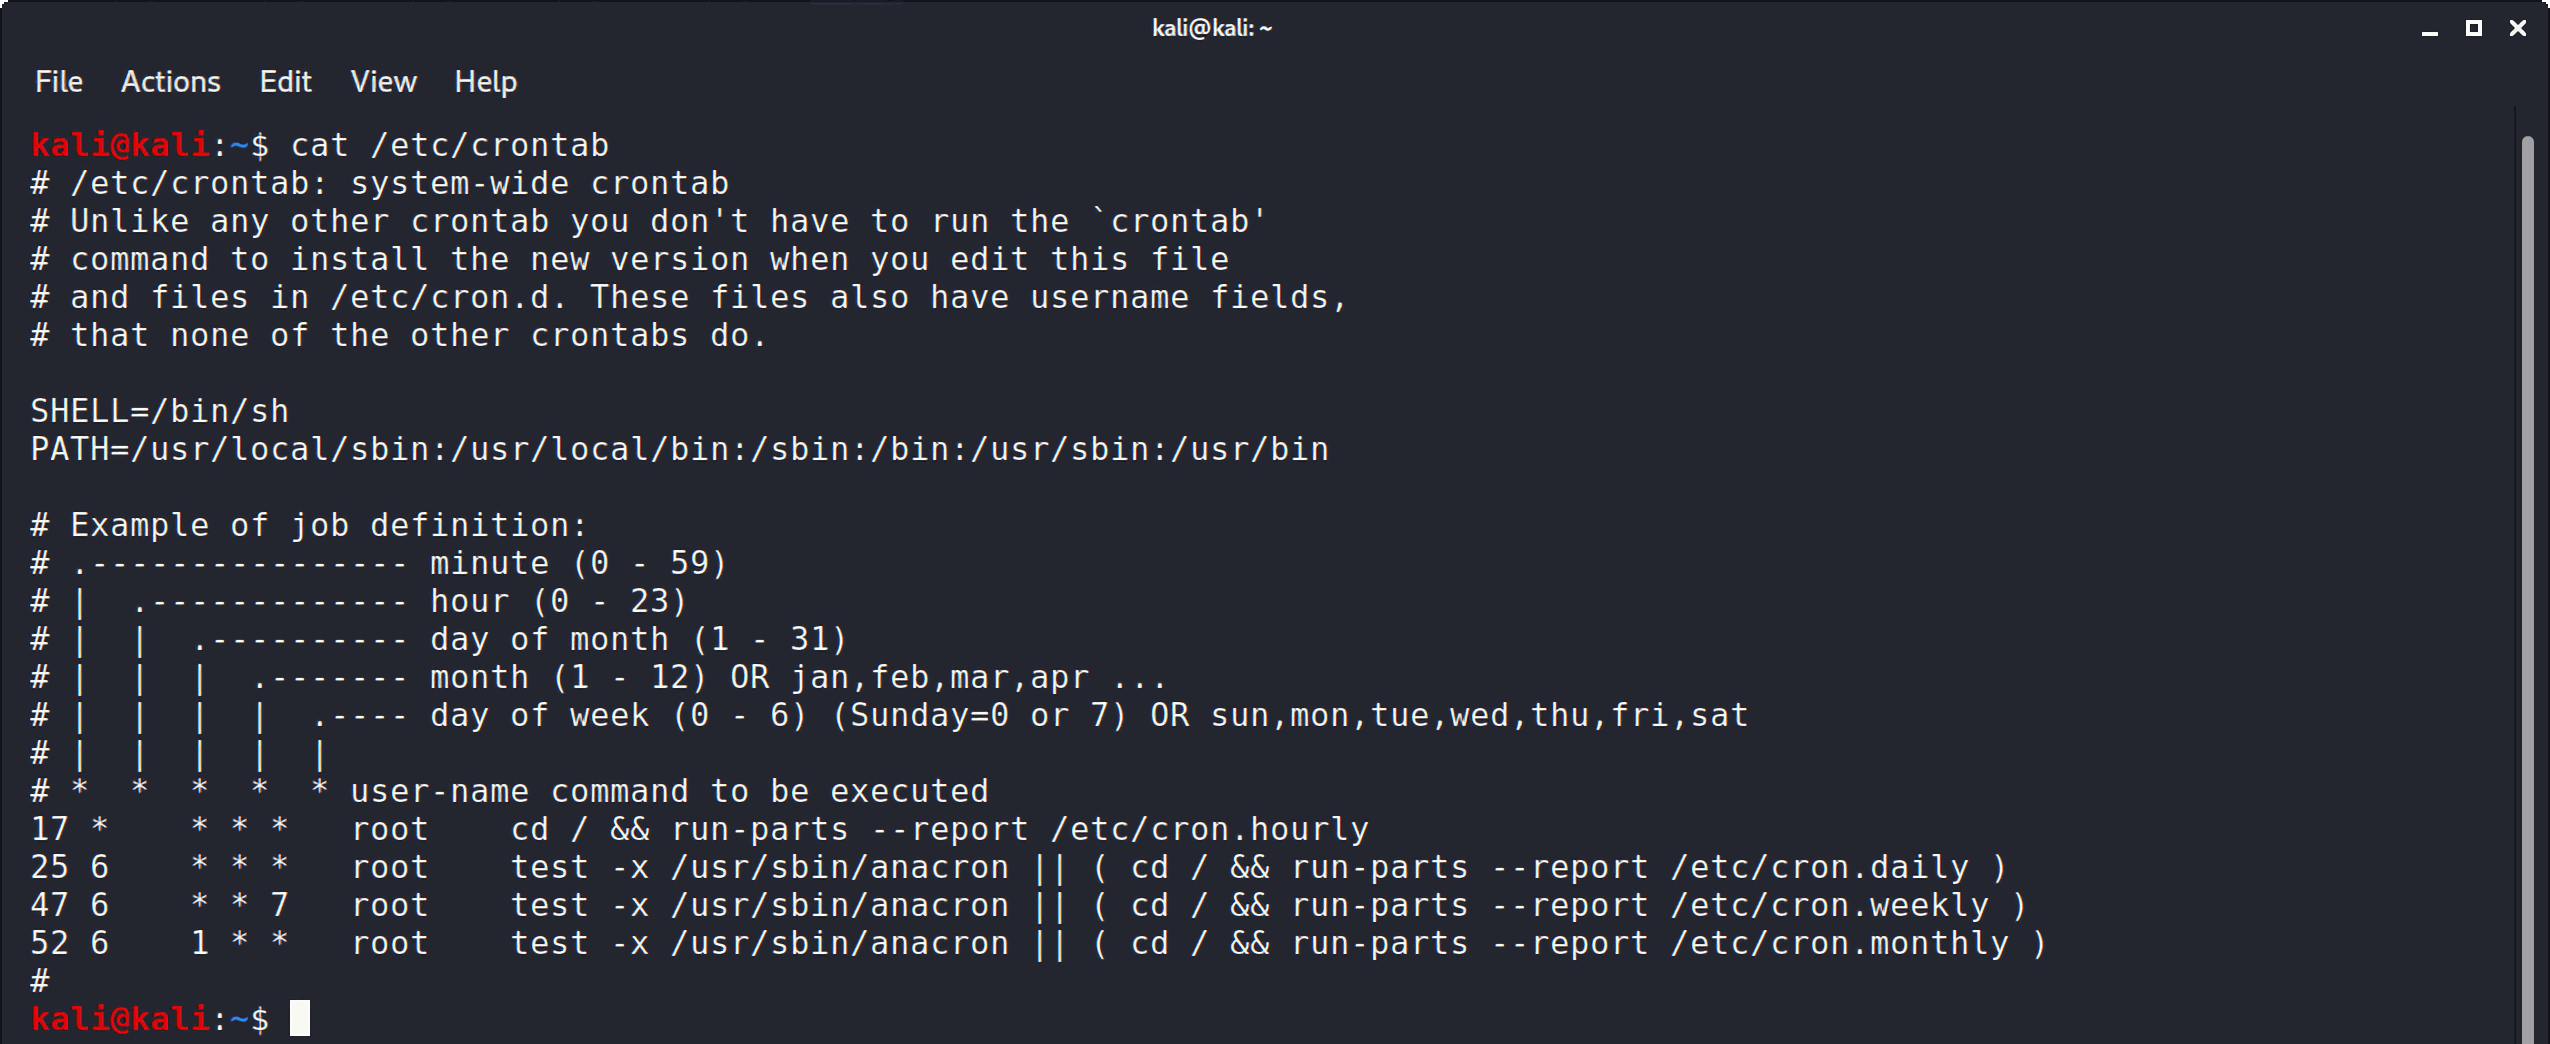 kali@kali: ~
File Actions Edit View Help
kali@kali:~$ cat /etc/crontab
# /etc/crontab: system-wide crontab
# Unlike any other crontab you don't have to run the `crontab'
# command to install the new version when you edit this file
# and files in /etc/cron.d. These files also have username fields,
# that none of the other crontabs do.

SHELL=/bin/sh
PATH=/usr/local/sbin:/usr/local/bin:/sbin:/bin:/usr/sbin:/usr/bin

# Example of job definition:
# .---------------- minute (0 - 59)
# |  .------------- hour (0 - 23)
# |  |  .---------- day of month (1 - 31)
# |  |  |  .------- month (1 - 12) OR jan,feb,mar,apr ...
# |  |  |  |  .---- day of week (0 - 6) (Sunday=0 or 7) OR sun,mon,tue,wed,thu,fri,sat
# |  |  |  |  |
# *  *  *  *  * user-name command to be executed
17 *    * * *   root    cd / && run-parts --report /etc/cron.hourly
25 6    * * *   root    test -x /usr/sbin/anacron || ( cd / && run-parts --report /etc/cron.daily )
47 6    * * 7   root    test -x /usr/sbin/anacron || ( cd / && run-parts --report /etc/cron.weekly )
52 6    1 * *   root    test -x /usr/sbin/anacron || ( cd / && run-parts --report /etc/cron.monthly )
#
kali@kali:~$